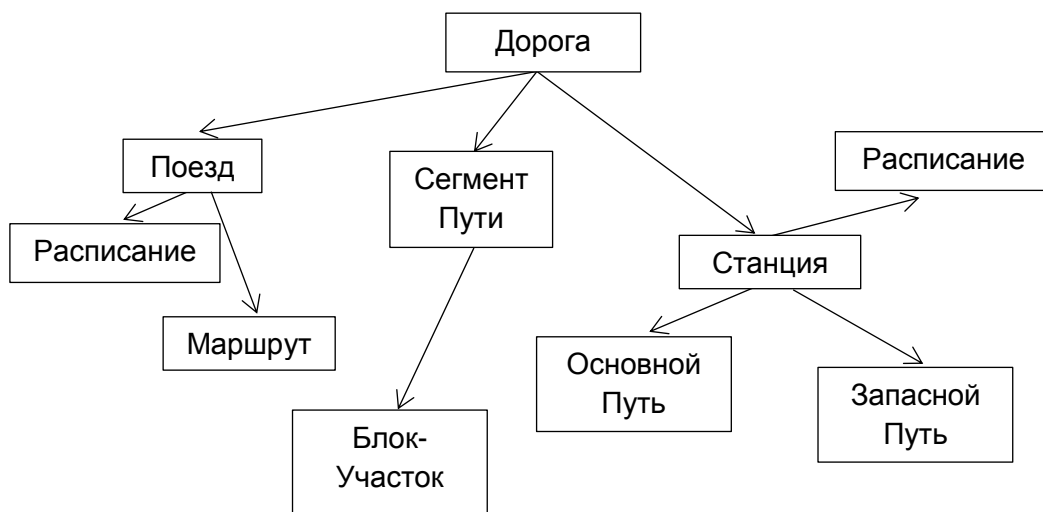 Дорога
Поезд
Сегмент
Пути
Расписание
Расписание
Станция
Маршрут
Основной
Путь
Запасной
Путь
Блок-
Участок